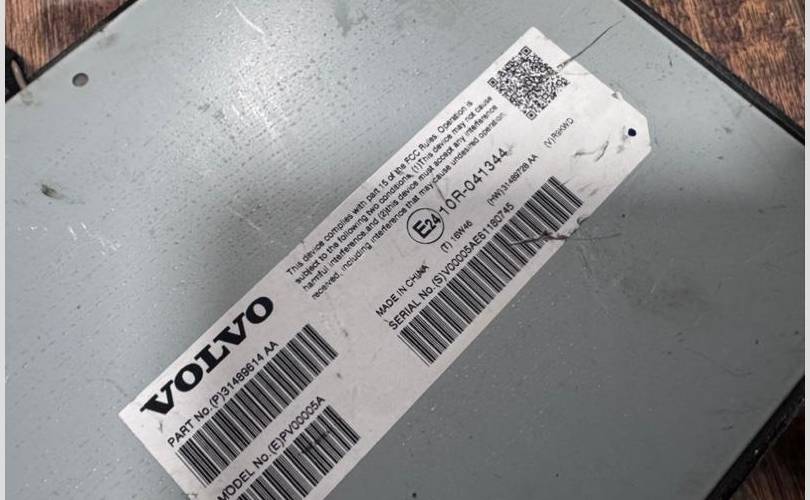 VOLVO
PART No.(P)31489614 AA
MODEL No.(E)PV00005A
This device complies with part 15 of the FCC Rules. Operation is
subject to the following two conditions, (1)This device may not cause
harmful interference,and (2)this device must accept any interference
received, including interference that may cause undesired operation.
E24 10R-041344
MADE IN CHINA
(T) 16W46
(HW)31489728 AA
(V)
SERIAL No.(S)V00005AE61180745